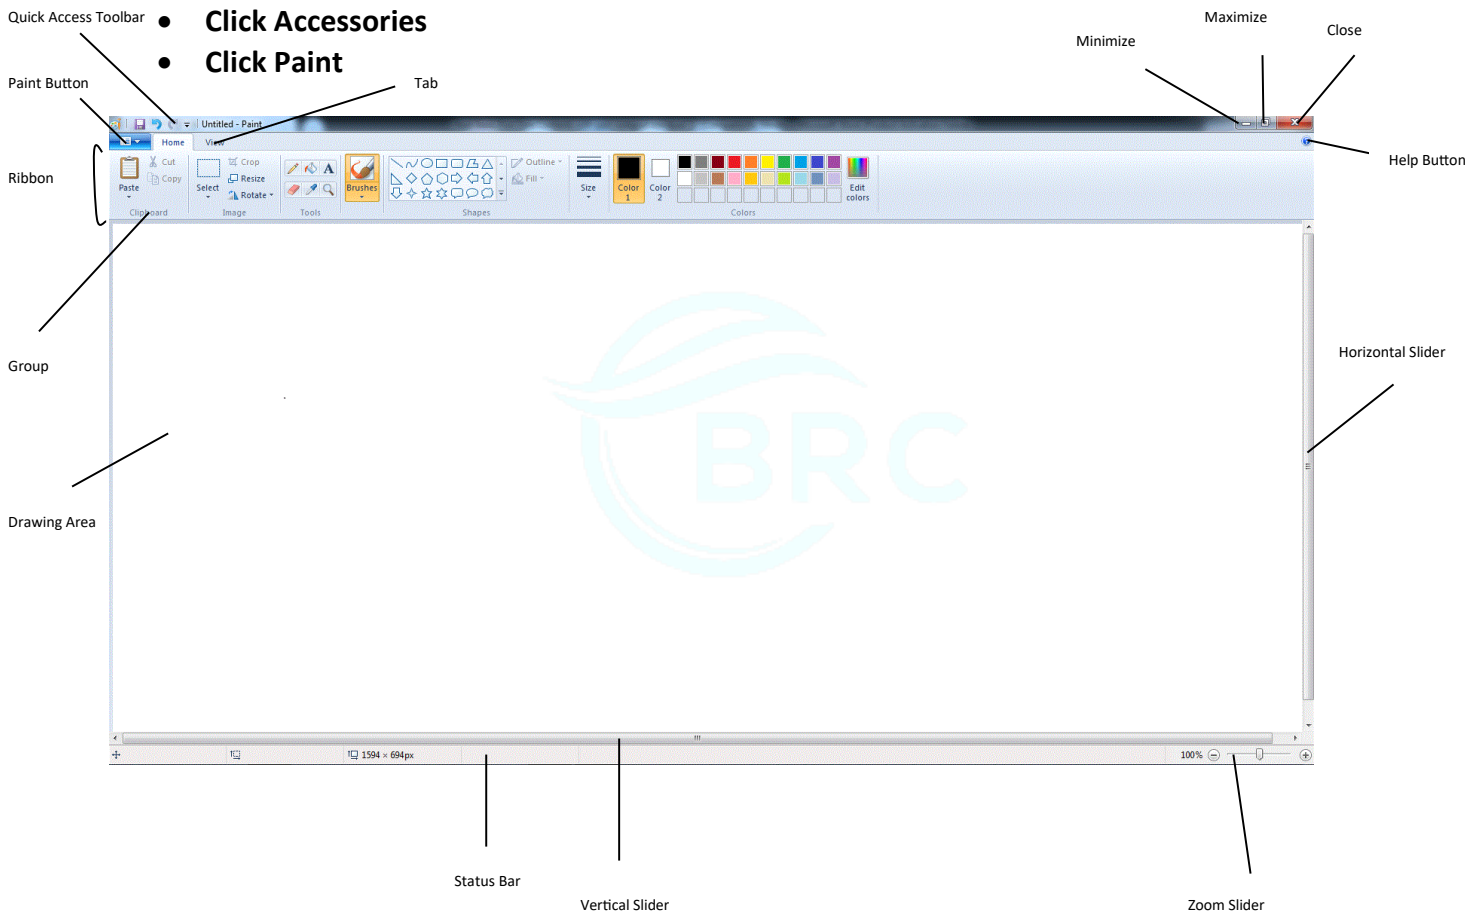 Quick Access Toolbar
• Click Accessories
• Click Paint
Maximize
Close
Minimize
Paint Button
Tab
Untitled - Paint
Home View
Help Button
Ribbon
Paste
Cut
Copy
Clipboard
Select
Crop
Resize
Rotate
Image
A
Tools
Brushes
Outline
Fill
Shapes
Size
Color
1
Color
2
Edit
colors
Colors
Group
Horizontal Slider
BRC
Drawing Area
1594 × 694px
100%
Status Bar
Vertical Slider
Zoom Slider